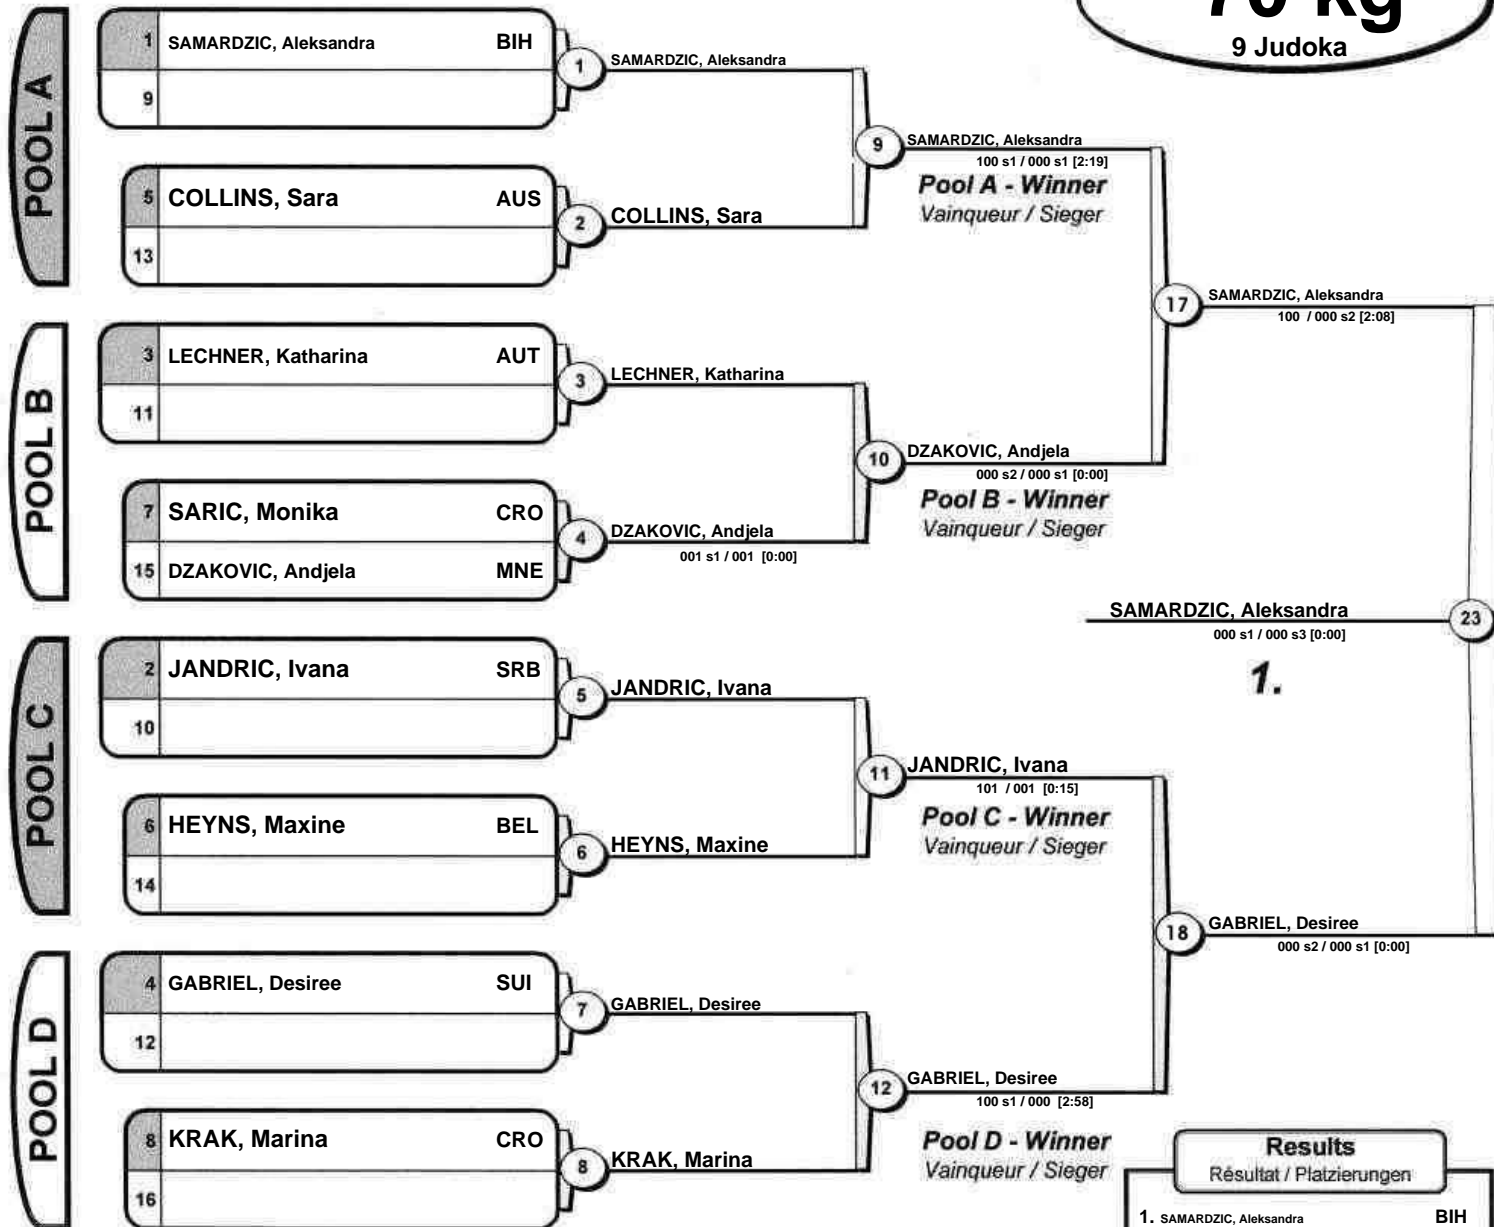 70 kg
9 Judoka
POOL A
1 SAMARDZIC, Aleksandra BIH
9
1
SAMARDZIC, Aleksandra
5 COLLINS, Sara AUS
13
2
COLLINS, Sara
9
SAMARDZIC, Aleksandra
100 s1 / 000 s1 [2:19]
Pool A - Winner
Vainqueur / Sieger
POOL B
3 LECHNER, Katharina AUT
11
3
LECHNER, Katharina
7 SARIC, Monika CRO
15 DZAKOVIC, Andjela MNE
4
DZAKOVIC, Andjela
001 s1 / 001 [0:00]
10
DZAKOVIC, Andjela
000 s2 / 000 s1 [0:00]
Pool B - Winner
Vainqueur / Sieger
17
SAMARDZIC, Aleksandra
100 / 000 s2 [2:08]
SAMARDZIC, Aleksandra
000 s1 / 000 s3 [0:00]
23
1.
POOL C
2 JANDRIC, Ivana SRB
10
5
JANDRIC, Ivana
6 HEYNS, Maxine BEL
14
6
HEYNS, Maxine
11
JANDRIC, Ivana
101 / 001 [0:15]
Pool C - Winner
Vainqueur / Sieger
POOL D
4 GABRIEL, Desiree SUI
12
7
GABRIEL, Desiree
8 KRAK, Marina CRO
16
8
KRAK, Marina
12
GABRIEL, Desiree
100 s1 / 000 [2:58]
Pool D - Winner
Vainqueur / Sieger
18
GABRIEL, Desiree
000 s2 / 000 s1 [0:00]
Results
Résultat / Platzierungen
1. SAMARDZIC, Aleksandra BIH